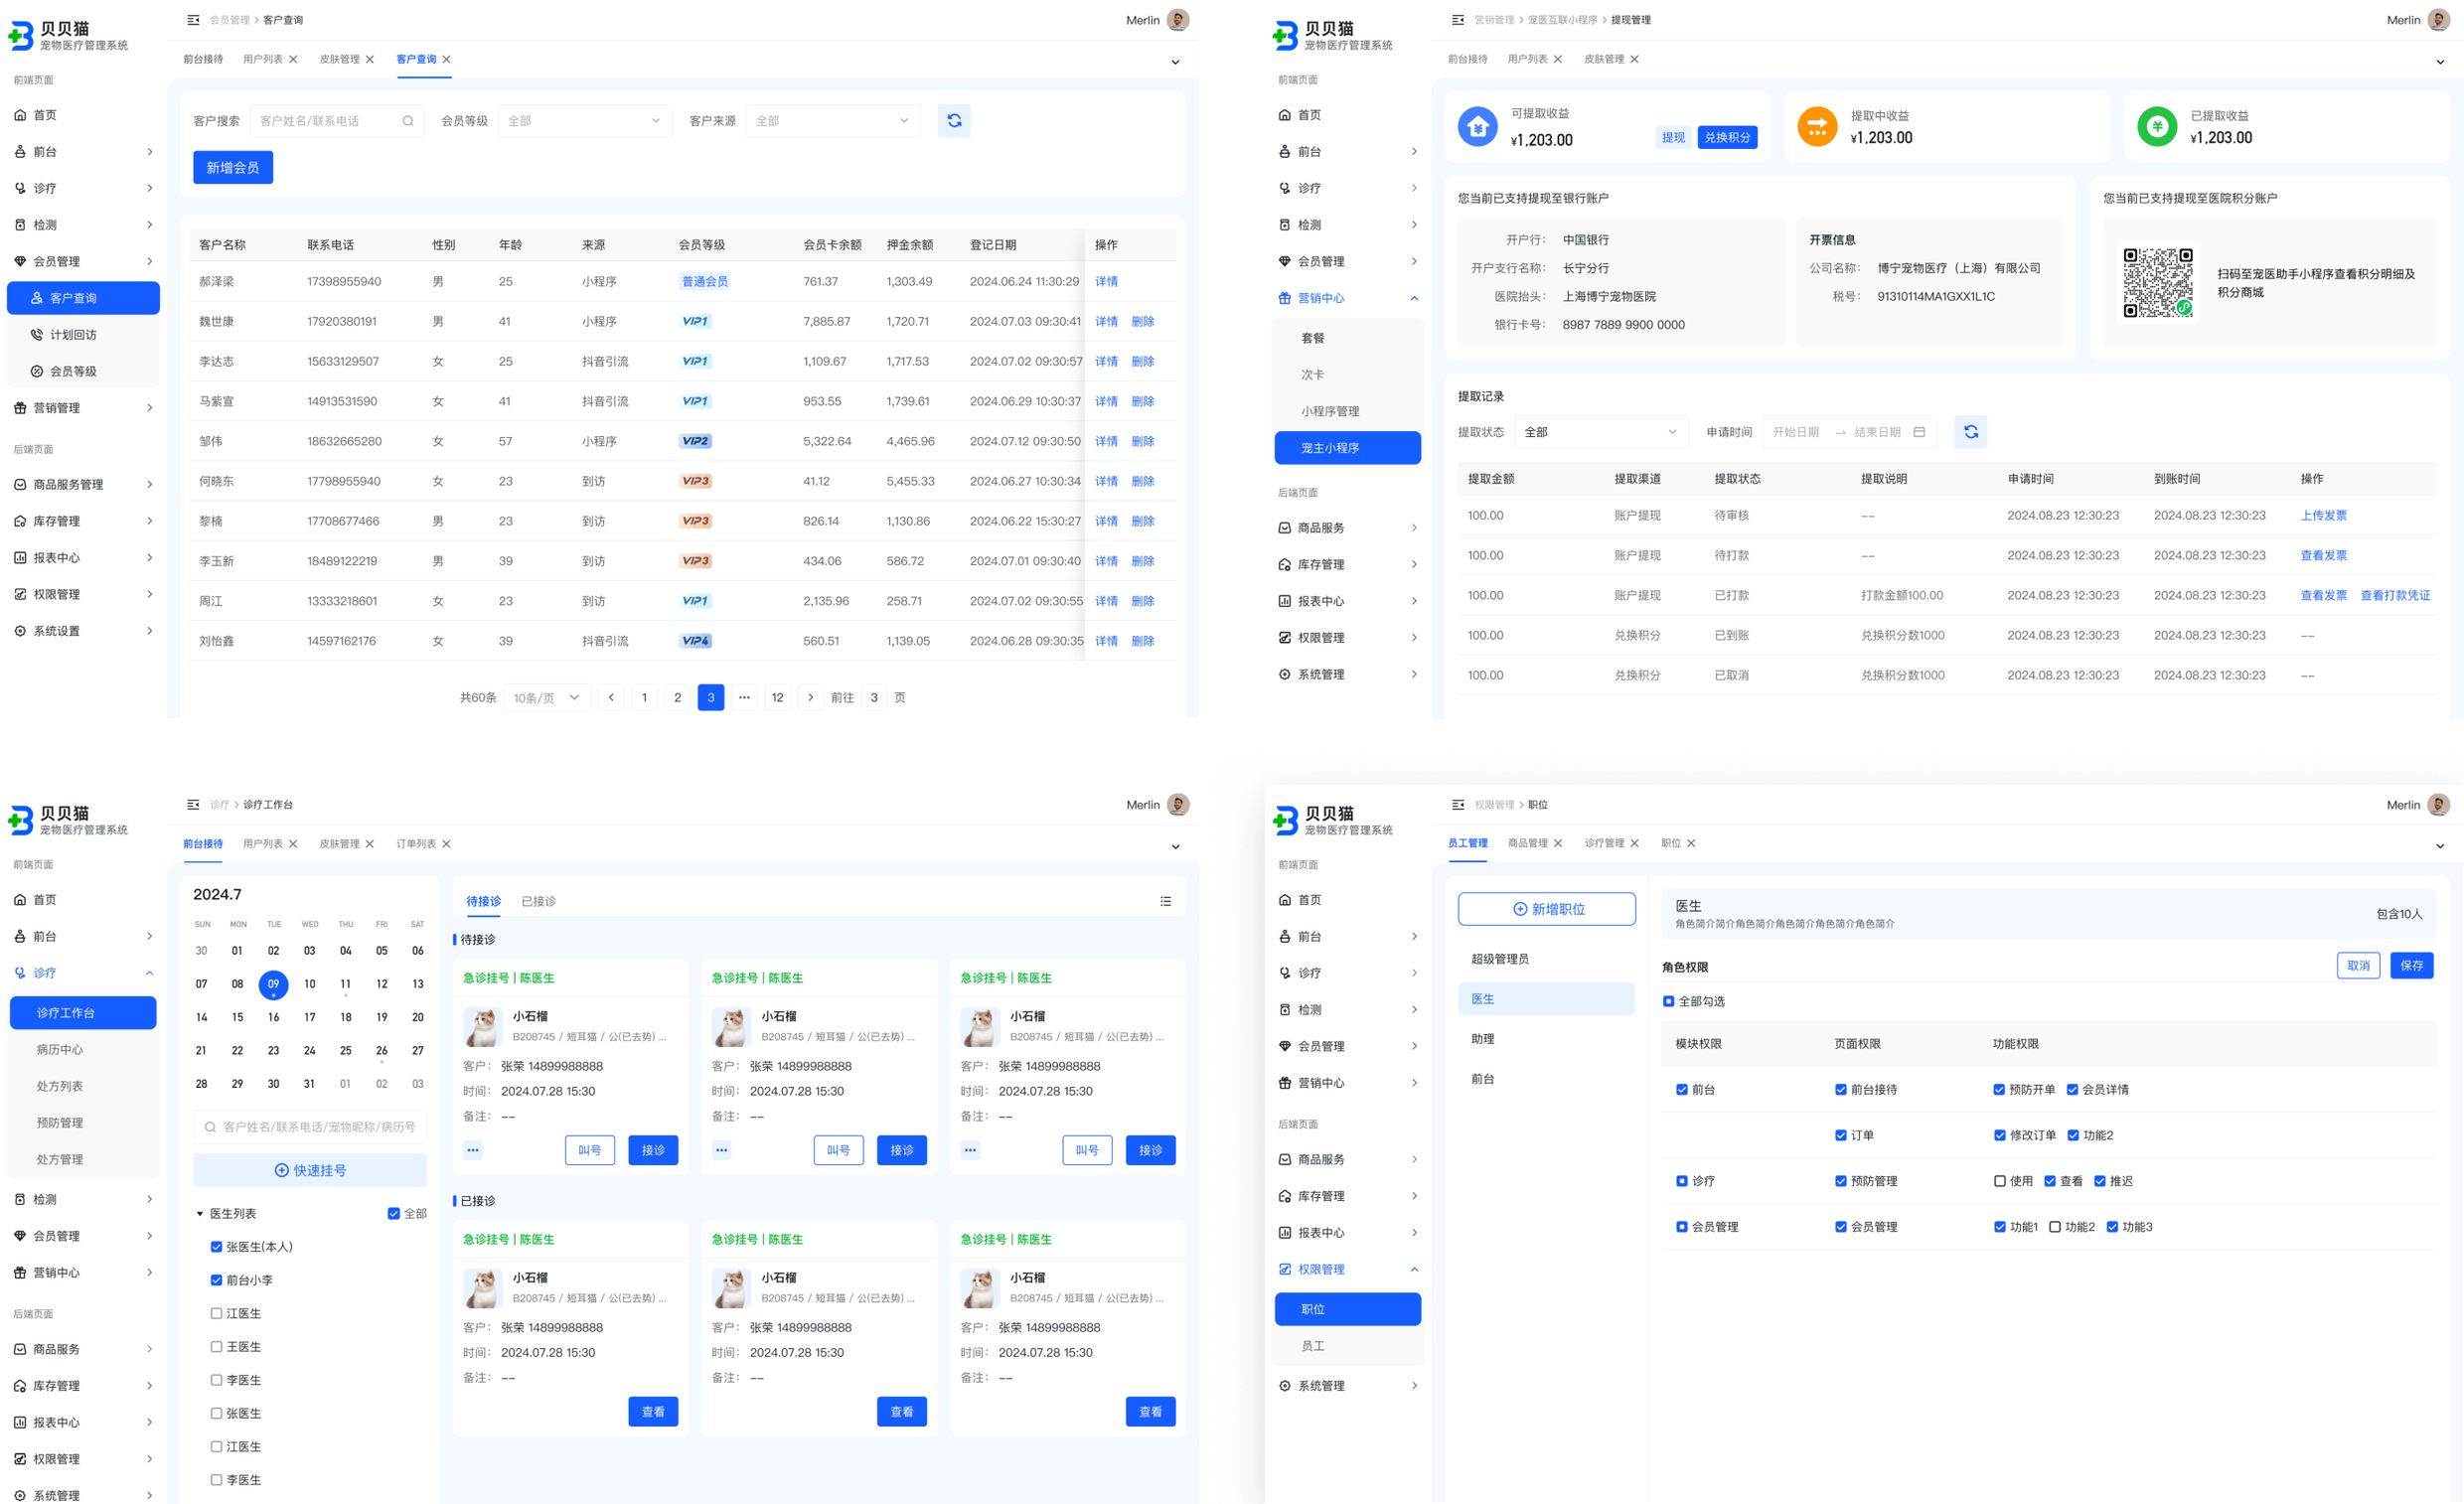 贝贝猫
宠物医疗管理系统
前端页面
首页
前台
诊疗
检测
会员管理
客户查询
计划回访
会员等级
营销管理
后端页面
商品服务管理
库存管理
报表中心
权限管理
系统设置
会员管理 > 客户查询
Merlin
前台接待 用户列表 皮肤管理 客户查询
客户搜索 客户姓名/联系电话 会员等级 全部 客户来源 全部
新增会员
客户名称 联系电话 性别 年龄 来源 会员等级 会员卡余额 押金余额 登记日期 操作
郝泽梁 17398955940 男 25 小程序 普通会员 761.37 1,303.49 2024.06.24 11:30:29 详情
魏世康 17920380191 男 41 小程序 VIP1 7,885.87 1,720.71 2024.07.03 09:30:41 详情 删除
李达志 15633129507 女 25 抖音引流 VIP1 1,109.67 1,717.53 2024.07.02 09:30:57 详情 删除
马紫宣 14913531590 女 41 抖音引流 VIP1 953.55 1,739.61 2024.06.29 10:30:37 详情 删除
邹伟 18632665280 女 57 小程序 VIP2 5,322.64 4,465.96 2024.07.12 09:30:50 详情 删除
何晓东 17798955940 女 23 到访 VIP3 41.12 5,455.33 2024.06.27 10:30:34 详情 删除
黎楠 17708677466 男 23 到访 VIP3 826.14 1,130.86 2024.06.22 15:30:27 详情 删除
李玉新 18489122219 男 39 到访 VIP3 434.06 586.72 2024.07.01 09:30:40 详情 删除
周江 13333218601 女 23 到访 VIP1 2,135.96 258.71 2024.07.02 09:30:55 详情 删除
刘怡鑫 14597162176 女 39 抖音引流 VIP4 560.51 1,139.05 2024.06.28 09:30:35 详情 删除
共60条 10条/页 1 2 3 ··· 12 前往 3 页
贝贝猫
宠物医疗管理系统
前端页面
首页
前台
诊疗
检测
会员管理
营销中心
套餐
次卡
小程序管理
宠主小程序
后端页面
商品服务
库存管理
报表中心
权限管理
系统管理
营销管理 > 宠医互联小程序 > 提现管理
Merlin
前台接待 用户列表 皮肤管理
可提取收益
¥1,203.00
提现 兑换积分
提取中收益
¥1,203.00
已提取收益
¥1,203.00
您当前已支持提现至银行账户
开户行： 中国银行
开户支行名称： 长宁分行
医院抬头： 上海博宁宠物医院
银行卡号： 8987 7889 9900 0000
开票信息
公司名称： 博宁宠物医疗（上海）有限公司
税号： 91310114MA1GXX1L1C
您当前已支持提现至医院积分账户
扫码至宠医助手小程序查看积分明细及
积分商城
提取记录
提取状态 全部 申请时间 开始日期 → 结束日期
提取金额 提取渠道 提取状态 提取说明 申请时间 到账时间 操作
100.00 账户提现 待审核 -- 2024.08.23 12:30:23 2024.08.23 12:30:23 上传发票
100.00 账户提现 待打款 -- 2024.08.23 12:30:23 2024.08.23 12:30:23 查看发票
100.00 账户提现 已打款 打款金额100.00 2024.08.23 12:30:23 2024.08.23 12:30:23 查看发票 查看打款凭证
100.00 兑换积分 已到账 兑换积分数1000 2024.08.23 12:30:23 2024.08.23 12:30:23 --
100.00 兑换积分 已取消 兑换积分数1000 2024.08.23 12:30:23 2024.08.23 12:30:23 --
贝贝猫
宠物医疗管理系统
前端页面
首页
前台
诊疗
诊疗工作台
病历中心
处方列表
预防管理
处方管理
检测
会员管理
营销中心
后端页面
商品服务
库存管理
报表中心
权限管理
系统管理
诊疗 > 诊疗工作台
Merlin
前台接待 用户列表 皮肤管理 订单列表
2024.7
SUN MON TUE WED THU FRI SAT
30 01 02 03 04 05 06
07 08 09 10 11 12 13
14 15 16 17 18 19 20
21 22 23 24 25 26 27
28 29 30 31 01 02 03
客户姓名/联系电话/宠物昵称/病历号
快速挂号
医生列表 全部
张医生(本人)
前台小李
江医生
王医生
李医生
张医生
江医生
李医生
待接诊 已接诊
待接诊
急诊挂号 | 陈医生 急诊挂号 | 陈医生 急诊挂号 | 陈医生
小石榴 小石榴 小石榴
B208745 / 短耳猫 / 公(已去势) ... B208745 / 短耳猫 / 公(已去势) ... B208745 / 短耳猫 / 公(已去势) ...
客户： 张荣 14899988888 客户： 张荣 14899988888 客户： 张荣 14899988888
时间： 2024.07.28 15:30 时间： 2024.07.28 15:30 时间： 2024.07.28 15:30
备注： -- 备注： -- 备注： --
叫号 接诊 叫号 接诊 叫号 接诊
已接诊
急诊挂号 | 陈医生 急诊挂号 | 陈医生 急诊挂号 | 陈医生
小石榴 小石榴 小石榴
B208745 / 短耳猫 / 公(已去势) ... B208745 / 短耳猫 / 公(已去势) ... B208745 / 短耳猫 / 公(已去势) ...
客户： 张荣 14899988888 客户： 张荣 14899988888 客户： 张荣 14899988888
时间： 2024.07.28 15:30 时间： 2024.07.28 15:30 时间： 2024.07.28 15:30
备注： -- 备注： -- 备注： --
查看 查看 查看
贝贝猫
宠物医疗管理系统
前端页面
首页
前台
诊疗
检测
会员管理
营销中心
后端页面
商品服务
库存管理
报表中心
权限管理
职位
员工
系统管理
权限管理 > 职位
Merlin
员工管理 商品管理 诊疗管理 职位
新增职位
超级管理员
医生
助理
前台
医生
角色简介简介角色简介角色简介角色简介角色简介
包含10人
角色权限 取消 保存
全部勾选
模块权限 页面权限 功能权限
前台 前台接待 预防开单 会员详情
订单 修改订单 功能2
诊疗 预防管理 使用 查看 推迟
会员管理 会员管理 功能1 功能2 功能3